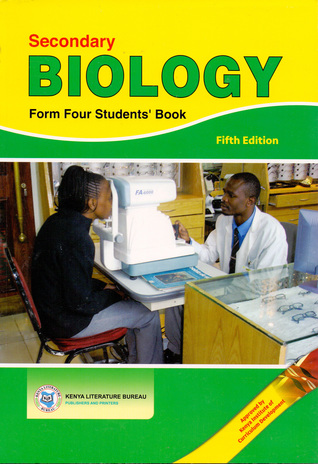 Secondary
BIOLOGY
Form Four Students' Book
Fifth Edition
KENYA LITERATURE BUREAU
PUBLISHERS AND PRINTERS
Approved by
Kenya Institute of
Curriculum Development